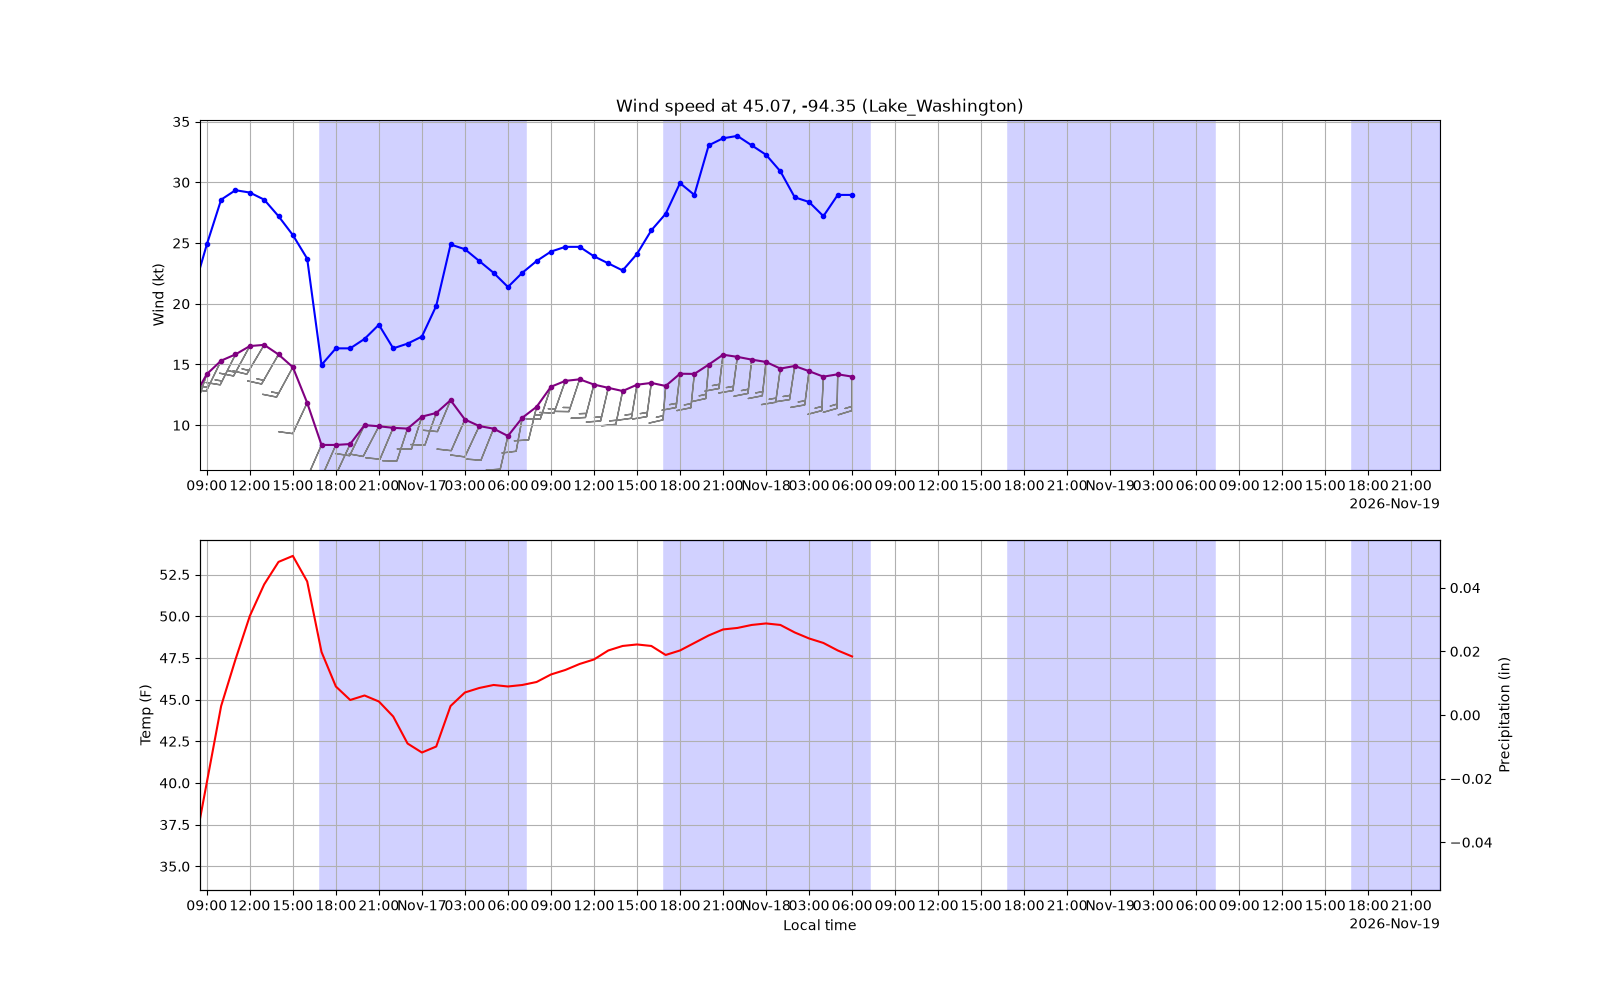 Wind speed at 45.07, -94.35 (Lake_Washington)
35
30
25
20
15
10
Wind (kt)
09:00 12:00 15:00 18:00 21:00 Nov-17 03:00 06:00 09:00 12:00 15:00 18:00 21:00 Nov-18 03:00 06:00 09:00 12:00 15:00 18:00 21:00 Nov-19 03:00 06:00 09:00 12:00 15:00 18:00 21:00
2026-Nov-19
52.5
50.0
47.5
45.0
42.5
40.0
37.5
35.0
Temp (F)
0.04
0.02
0.00
−0.02
−0.04
Precipitation (in)
09:00 12:00 15:00 18:00 21:00 Nov-17 03:00 06:00 09:00 12:00 15:00 18:00 21:00 Nov-18 03:00 06:00 09:00 12:00 15:00 18:00 21:00 Nov-19 03:00 06:00 09:00 12:00 15:00 18:00 21:00
Local time
2026-Nov-19